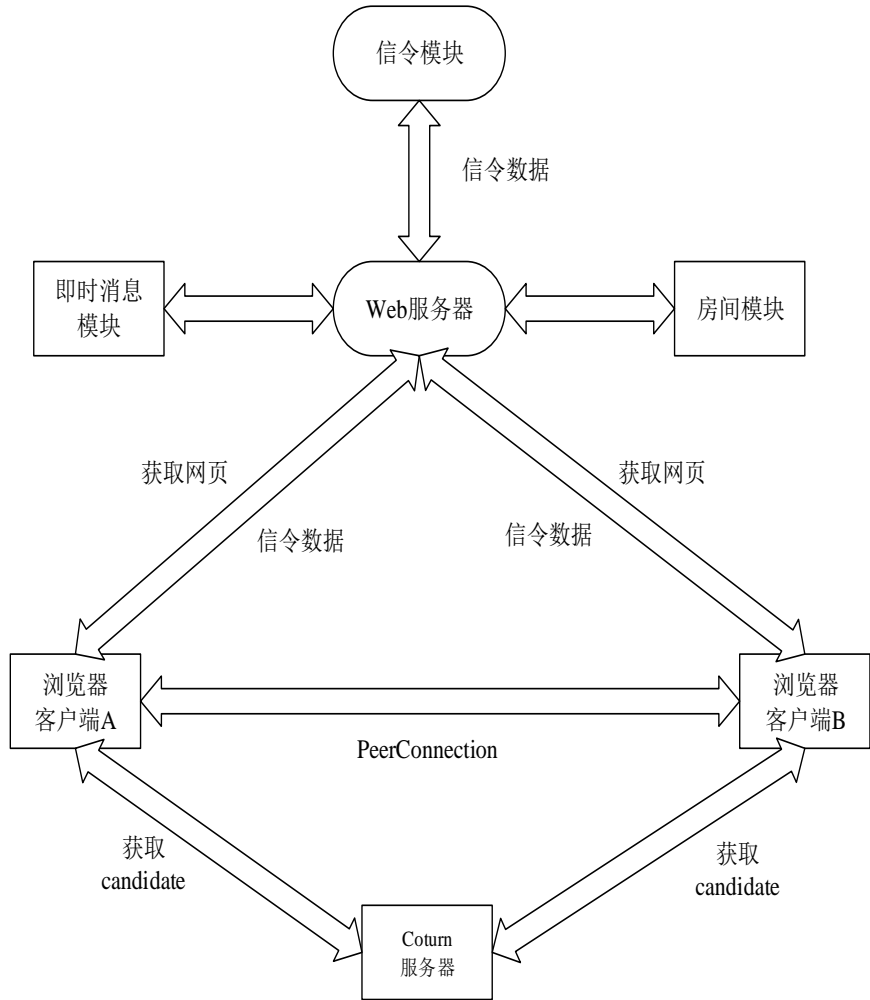 信令模块
信令数据
即时消息
模块
Web服务器
房间模块
获取网页
获取网页
信令数据
信令数据
浏览器
客户端A
浏览器
客户端B
PeerConnection
获取
candidate
获取
candidate
Coturn
服务器